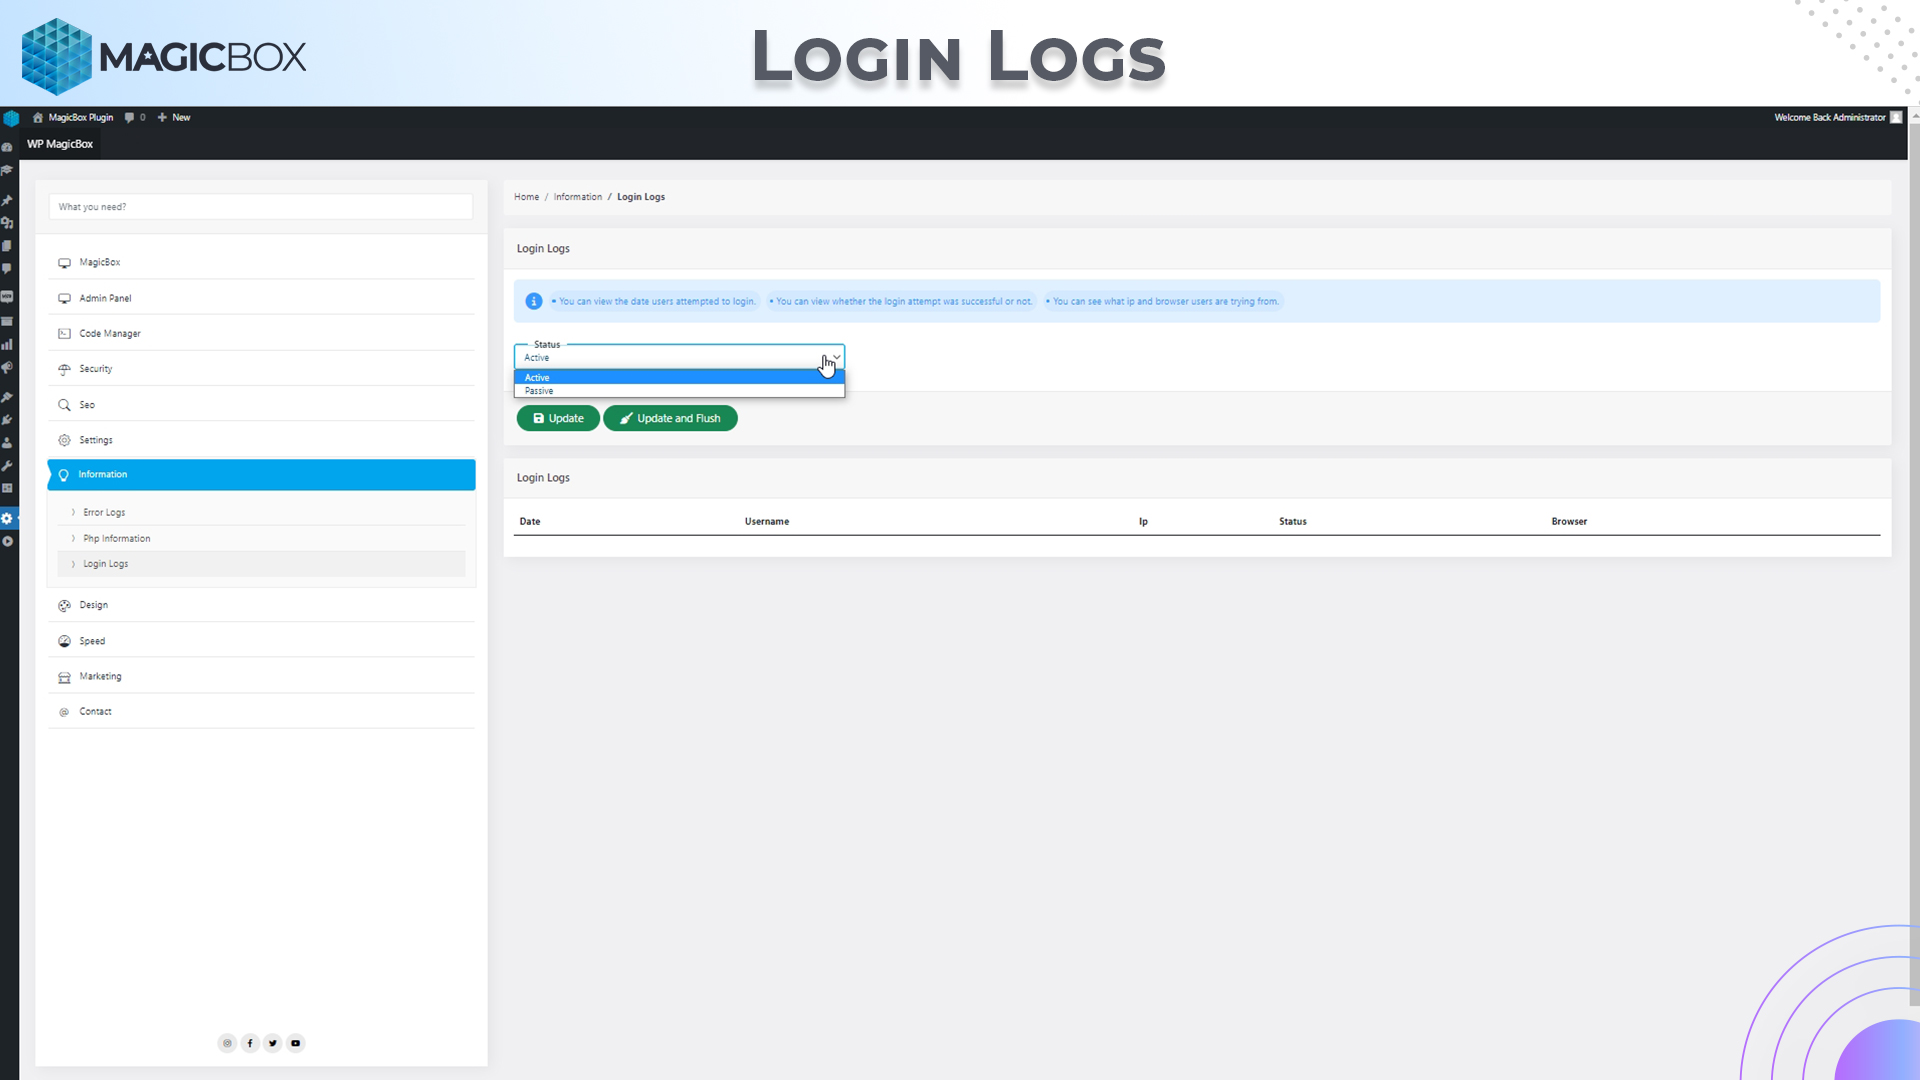 MAGICBOX
LOGIN LOGS
MagicBox Plugin 0 New
Welcome Back Administrator
WP MagicBox
What you need?
MagicBox
Admin Panel
Code Manager
Security
Seo
Settings
Information
Error Logs
Php Information
Login Logs
Design
Speed
Marketing
Contact
Home / Information / Login Logs
Login Logs
• You can view the date users attempted to login. • You can view whether the login attempt was successful or not. • You can see what ip and browser users are trying from.
Status
Active
Active
Passive
Update Update and Flush
Login Logs
Date Username Ip Status Browser